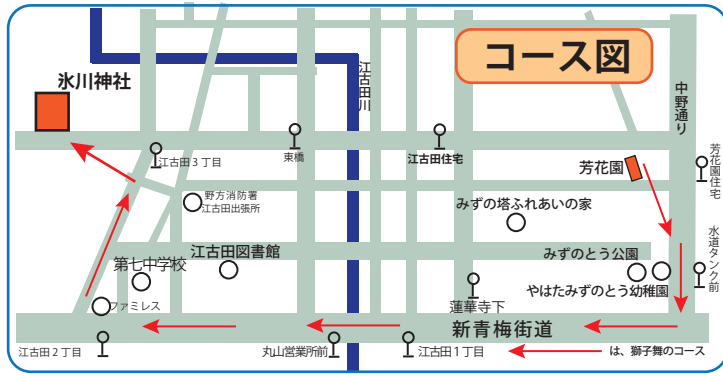 コース図
氷川神社
江古田川
中野通り
江古田3丁目
東橋
江古田住宅
芳花園
芳花園住宅
野方消防署
江古田出張所
みずの塔ふれあいの家
江古田図書館
第七中学校
みずのとう公園
水道タンク前
やはたみずのとう幼稚園
ファミレス
蓮華寺下
新青梅街道
江古田2丁目
丸山営業所前
江古田1丁目
は、獅子舞のコース